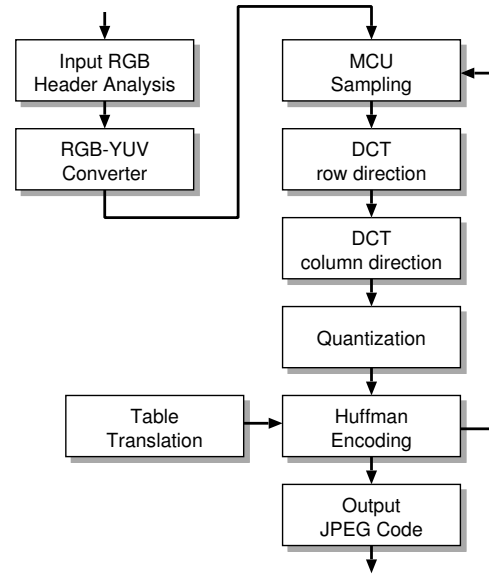 Input RGB
Header Analysis
RGB-YUV
Converter
MCU
Sampling
DCT
row direction
DCT
column direction
Quantization
Table
Translation
Huffman
Encoding
Output
JPEG Code